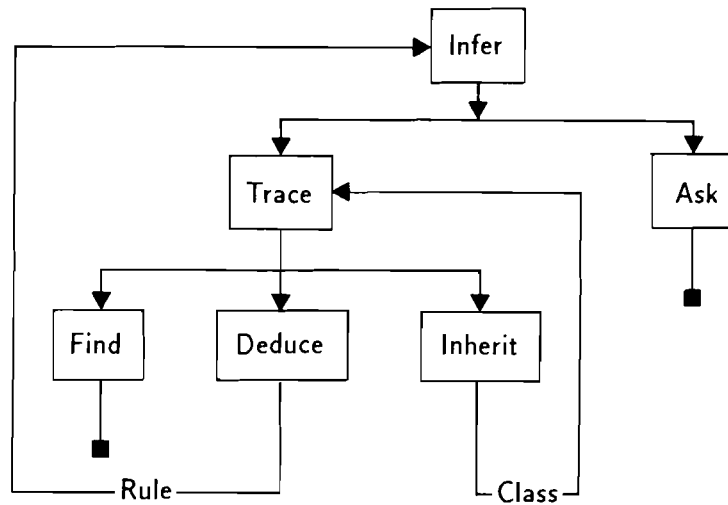 Infer
Trace
Ask
Find
Deduce
Inherit
Rule
Class